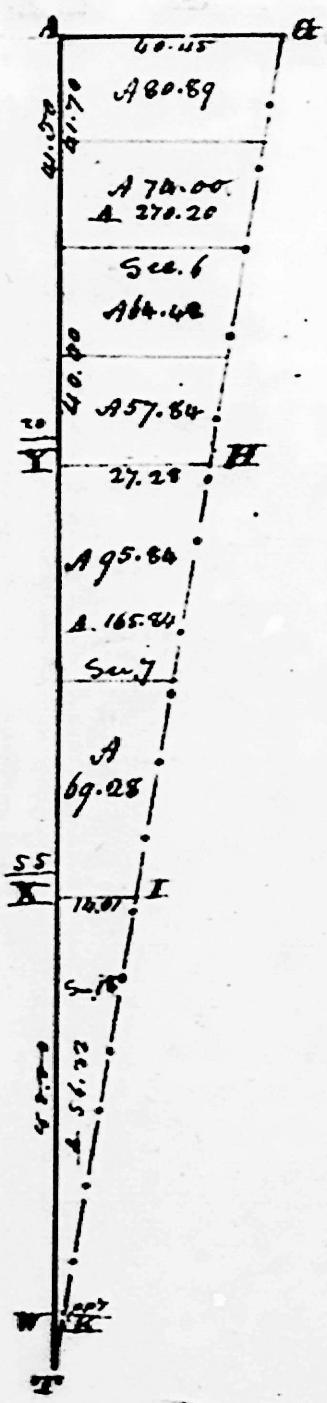 A
40.45
A 80.89
41.50
41.70
A 74.00
A 270.20
Sec. 6
A 64.48
40.00
A 57.84
20
Y
H
27.28
A 95.84
A. 165.84
Sec 7
A
69.28
55
X
14.01
I
A 56.22
W
K
T